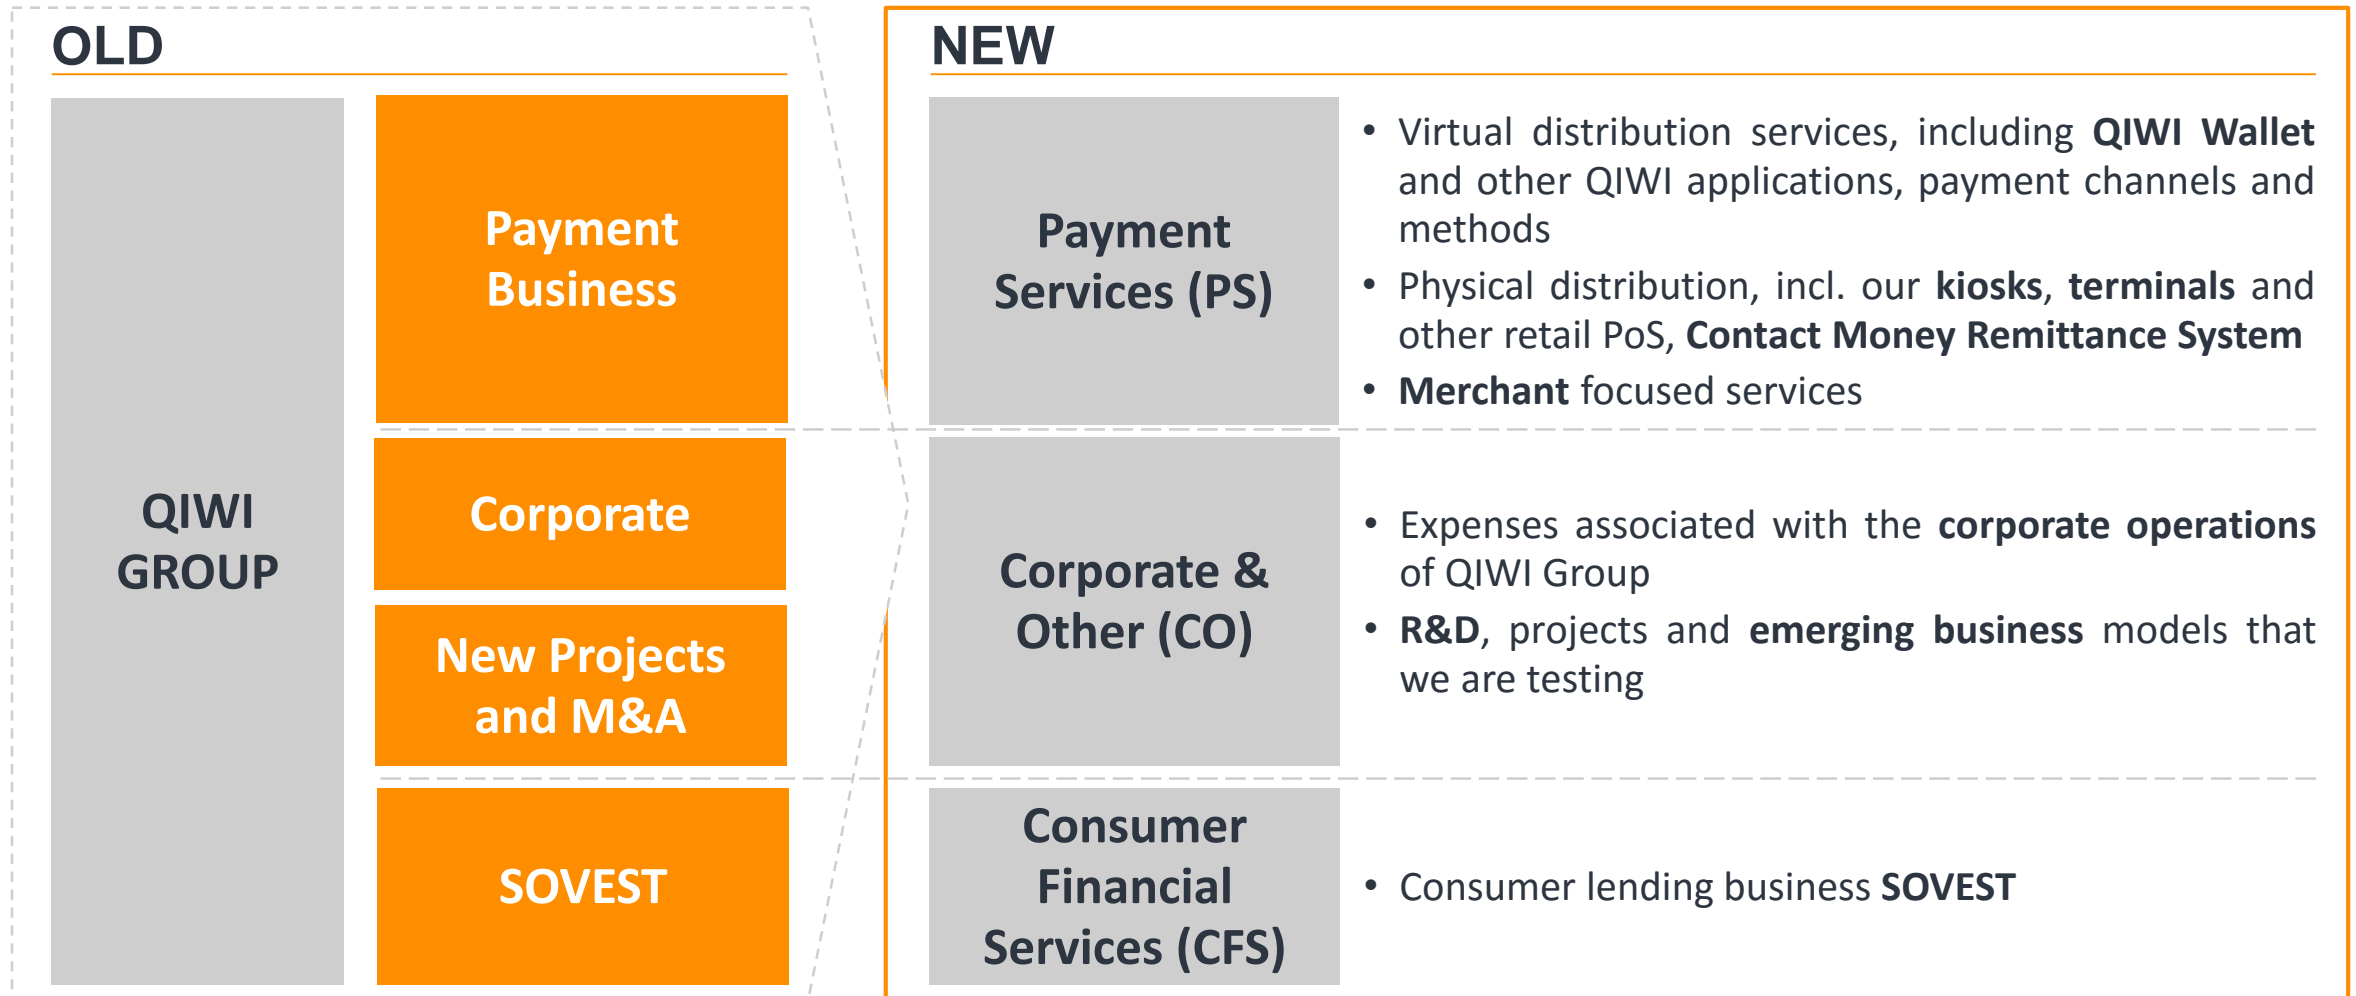 OLD
QIWI
GROUP
Payment
Business
Corporate
New Projects
and M&A
SOVEST
NEW
Payment
Services (PS)
• Virtual distribution services, including QIWI Wallet
and other QIWI applications, payment channels and
methods
• Physical distribution, incl. our kiosks, terminals and
other retail PoS, Contact Money Remittance System
• Merchant focused services
Corporate &
Other (CO)
• Expenses associated with the corporate operations
of QIWI Group
• R&D, projects and emerging business models that
we are testing
Consumer
Financial
Services (CFS)
• Consumer lending business SOVEST